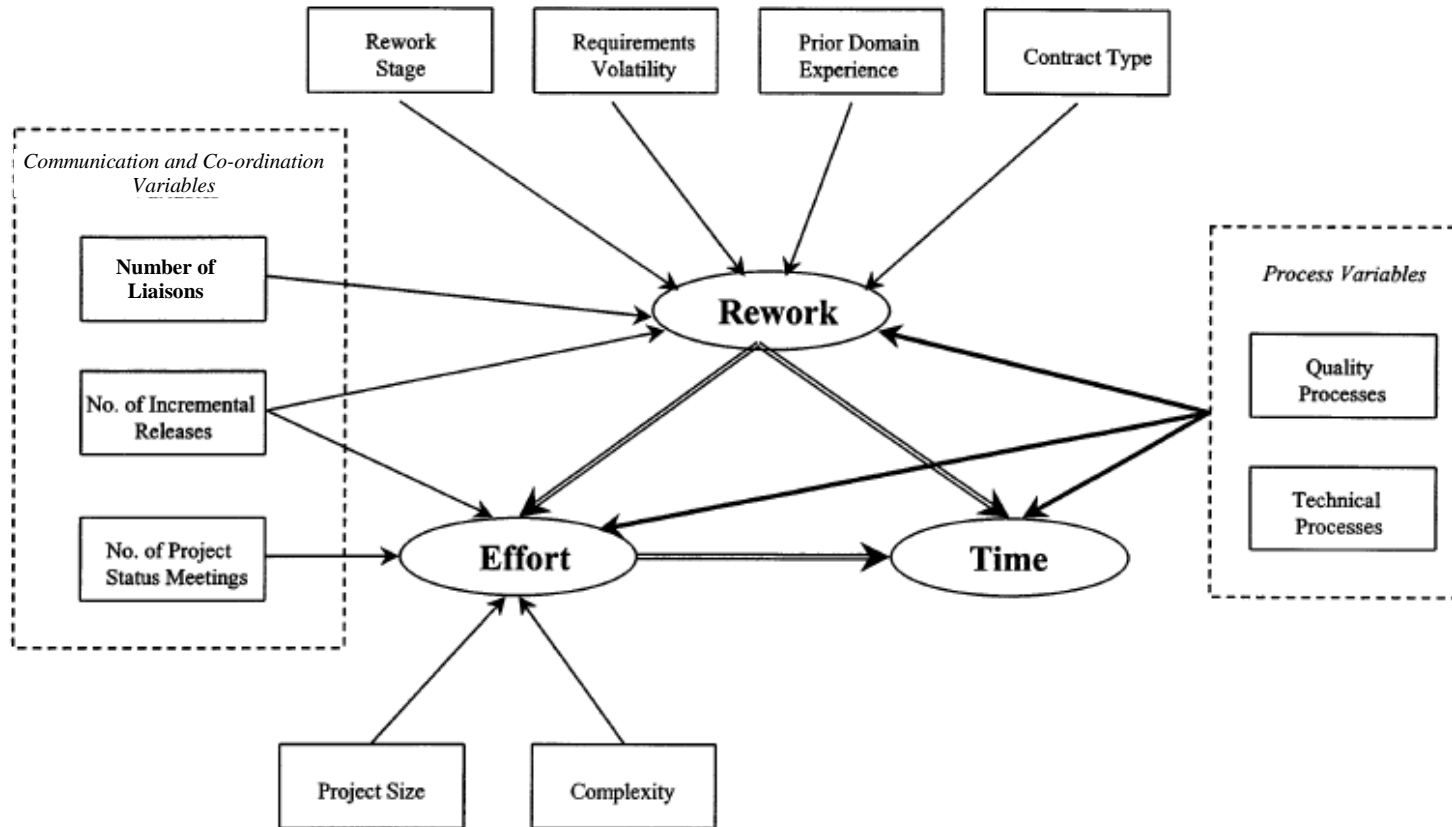 Rework
Stage
Requirements
Volatility
Prior Domain
Experience
Contract Type
Communication and Co-ordination
Variables
Number of
Liaisons
No. of Incremental
Releases
No. of Project
Status Meetings
Rework
Effort
Time
Process Variables
Quality
Processes
Technical
Processes
Project Size
Complexity